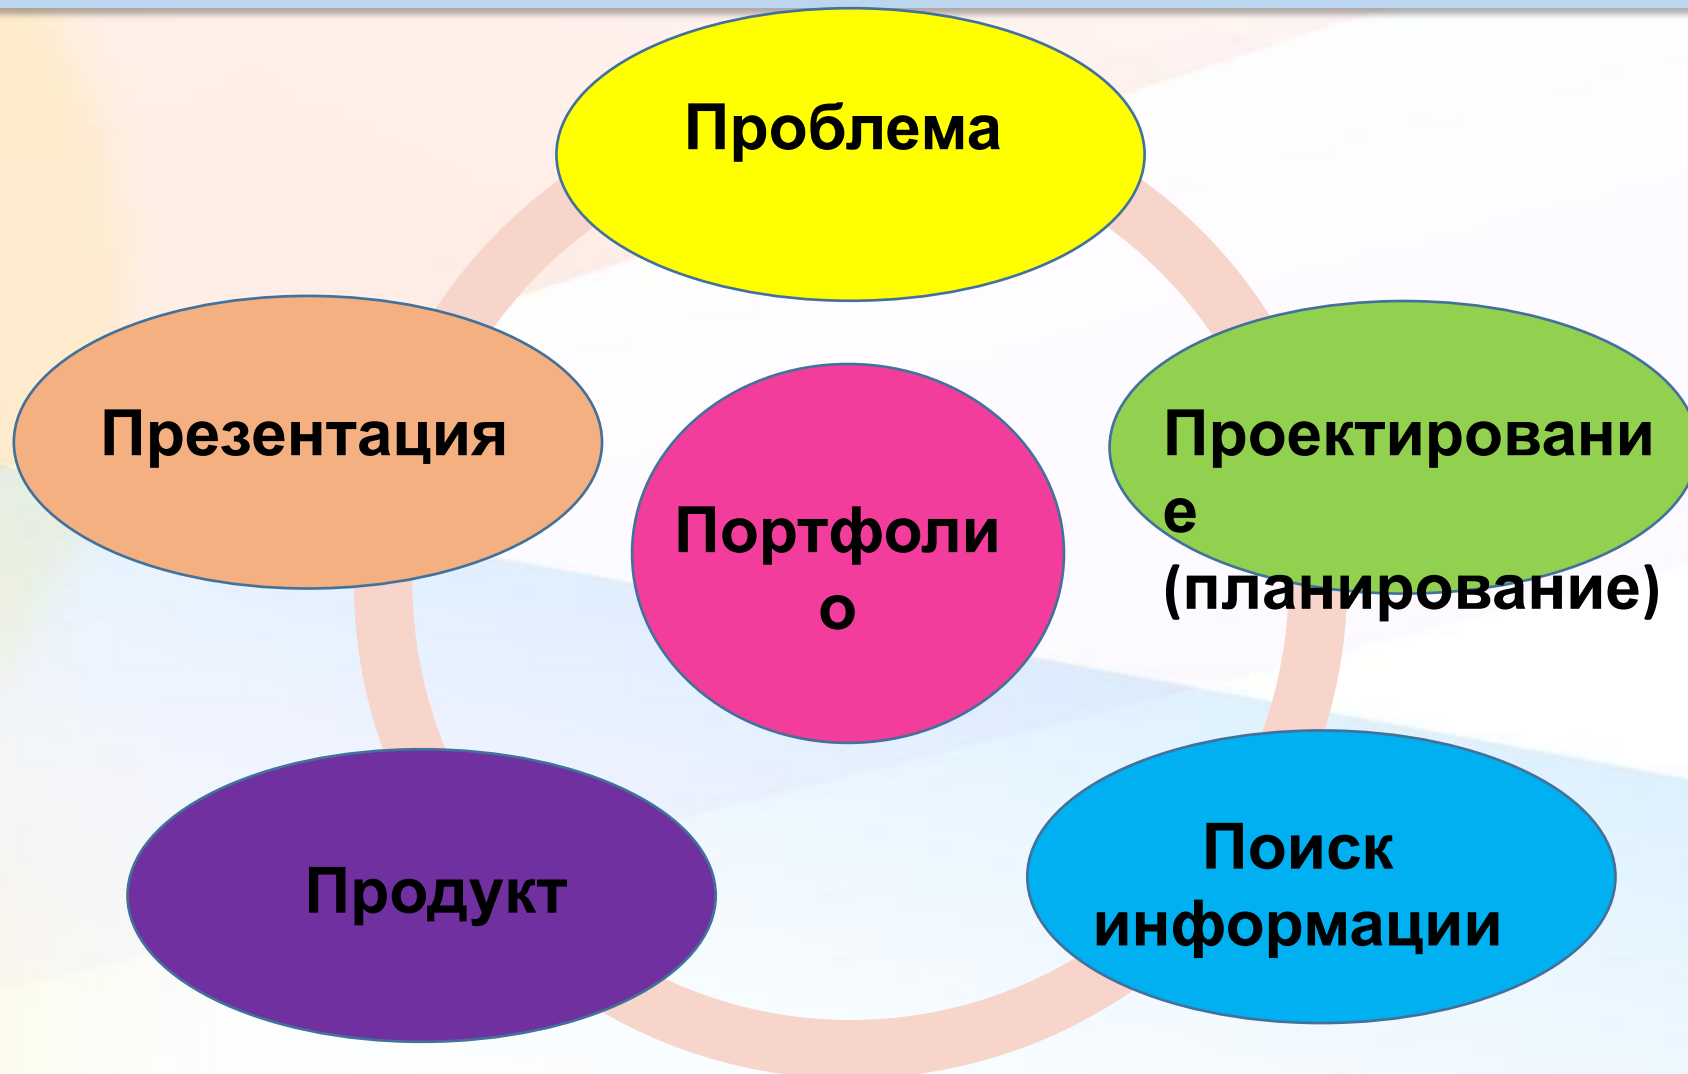 Проблема
Презентация
Портфоли
о
Проектировани
е
(планирование)
Продукт
Поиск
информации